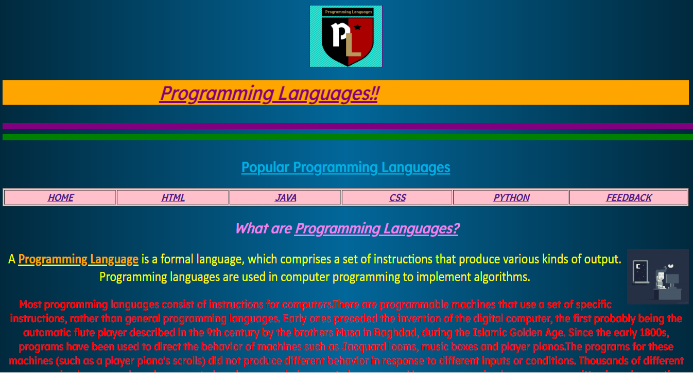 Programming Languages
PL
Programming Languages!!
Popular Programming Languages
HOME HTML JAVA CSS PYTHON FEEDBACK
What are Programming Languages?
A Programming Language is a formal language, which comprises a set of instructions that produce various kinds of output.
Programming languages are used in computer programming to implement algorithms.
Most programming languages consist of instructions for computers.There are programmable machines that use a set of specific
instructions, rather than general programming languages. Early ones preceded the invention of the digital computer, the first probably being the
automatic flute player described in the 9th century by the brothers Musa in Baghdad, during the Islamic Golden Age. Since the early 1800s,
programs have been used to direct the behavior of machines such as Jacquard looms, music boxes and player pianos.The programs for these
machines (such as a player piano's scrolls) did not produce different behavior in response to different inputs or conditions. Thousands of different